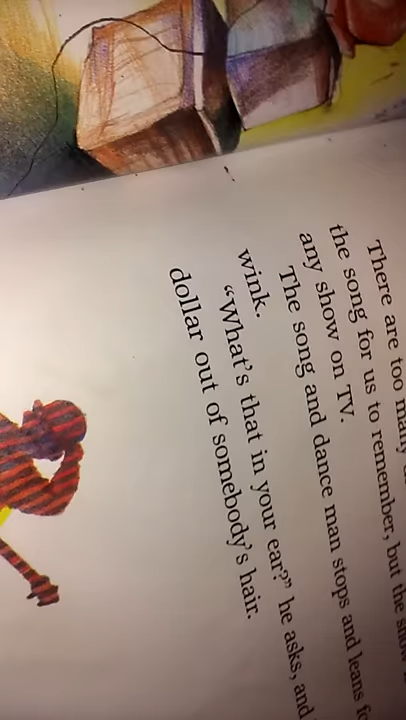 There are too many
the song for us to remember, but the show
any show on TV.
The song and dance man stops and leans
wink.
"What's that in your ear?" he asks, and
dollar out of somebody's hair.